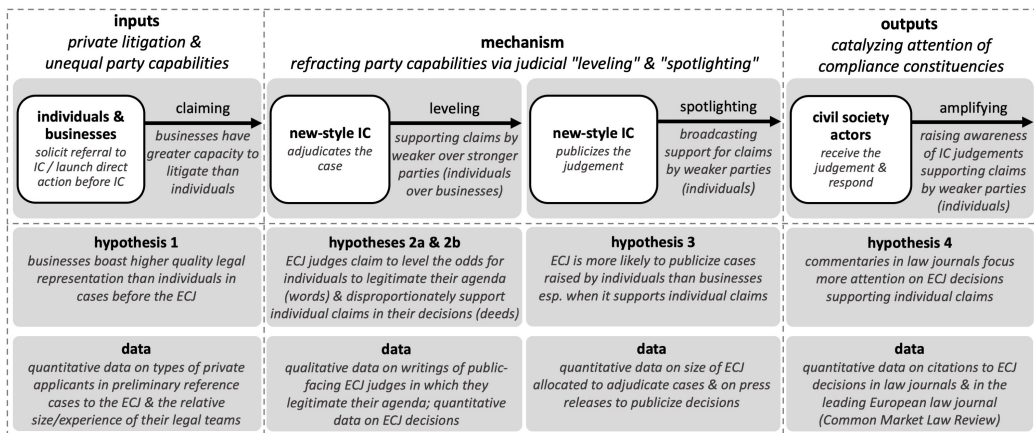 inputs
private litigation &
unequal party capabilities
mechanism
refracting party capabilities via judicial "leveling" & "spotlighting"
outputs
catalyzing attention of
compliance constituencies
individuals &
businesses
solicit referral to
IC / launch direct
action before IC
claiming
businesses have
greater capacity to
litigate than
individuals
new-style IC
adjudicates the
case
leveling
supporting claims by
weaker over stronger
parties (individuals
over businesses)
new-style IC
publicizes the
judgement
spotlighting
broadcasting
support for claims
by weaker parties
(individuals)
civil society
actors
receive the
judgement &
respond
amplifying
raising awareness
of IC judgements
supporting claims
by weaker parties
(individuals)
hypothesis 1
businesses boast higher quality legal
representation than individuals in
cases before the ECJ
hypotheses 2a & 2b
ECJ judges claim to level the odds for
individuals to legitimate their agenda
(words) & disproportionately support
individual claims in their decisions (deeds)
hypothesis 3
ECJ is more likely to publicize cases
raised by individuals than businesses
esp. when it supports individual claims
hypothesis 4
commentaries in law journals focus
more attention on ECJ decisions
supporting individual claims
data
quantitative data on types of private
applicants in preliminary reference
cases to the ECJ & the relative
size/experience of their legal teams
data
qualitative data on writings of public-
facing ECJ judges in which they
legitimate their agenda; quantitative
data on ECJ decisions
data
quantitative data on size of ECJ
allocated to adjudicate cases & on press
releases to publicize decisions
data
quantitative data on citations to ECJ
decisions in law journals & in the
leading European law journal
(Common Market Law Review)